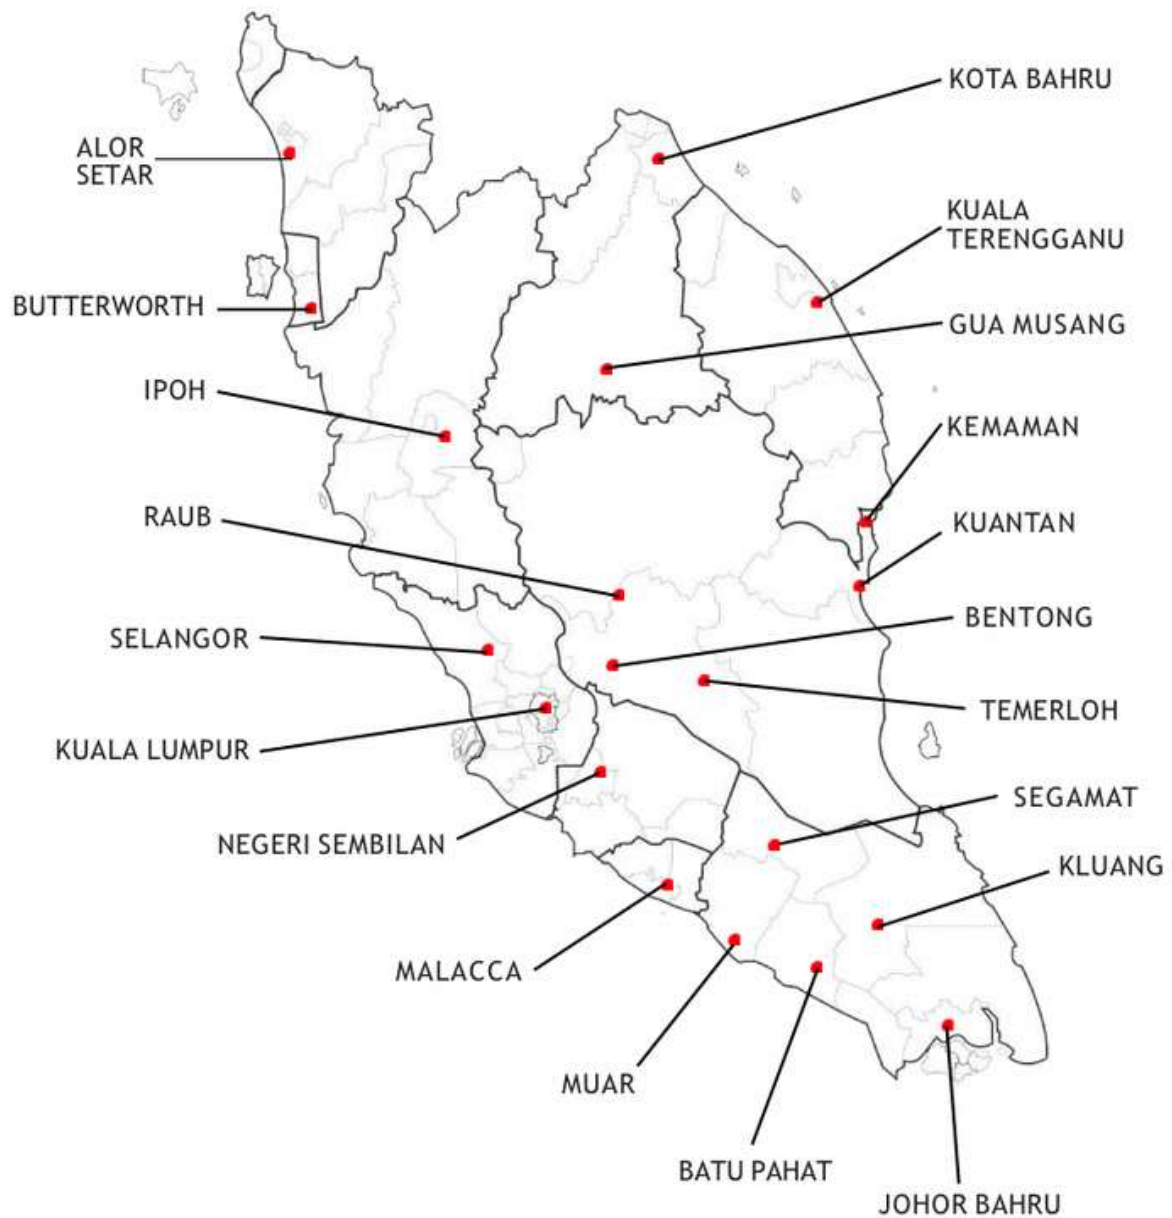 KOTA BAHRU
ALOR
SETAR
KUALA
TERENGGANU
BUTTERWORTH
GUA MUSANG
IPOH
KEMAMAN
RAUB
KUANTAN
BENTONG
SELANGOR
TEMERLOH
KUALA LUMPUR
SEGAMAT
NEGERI SEMBILAN
KLUANG
MALACCA
MUAR
BATU PAHAT
JOHOR BAHRU